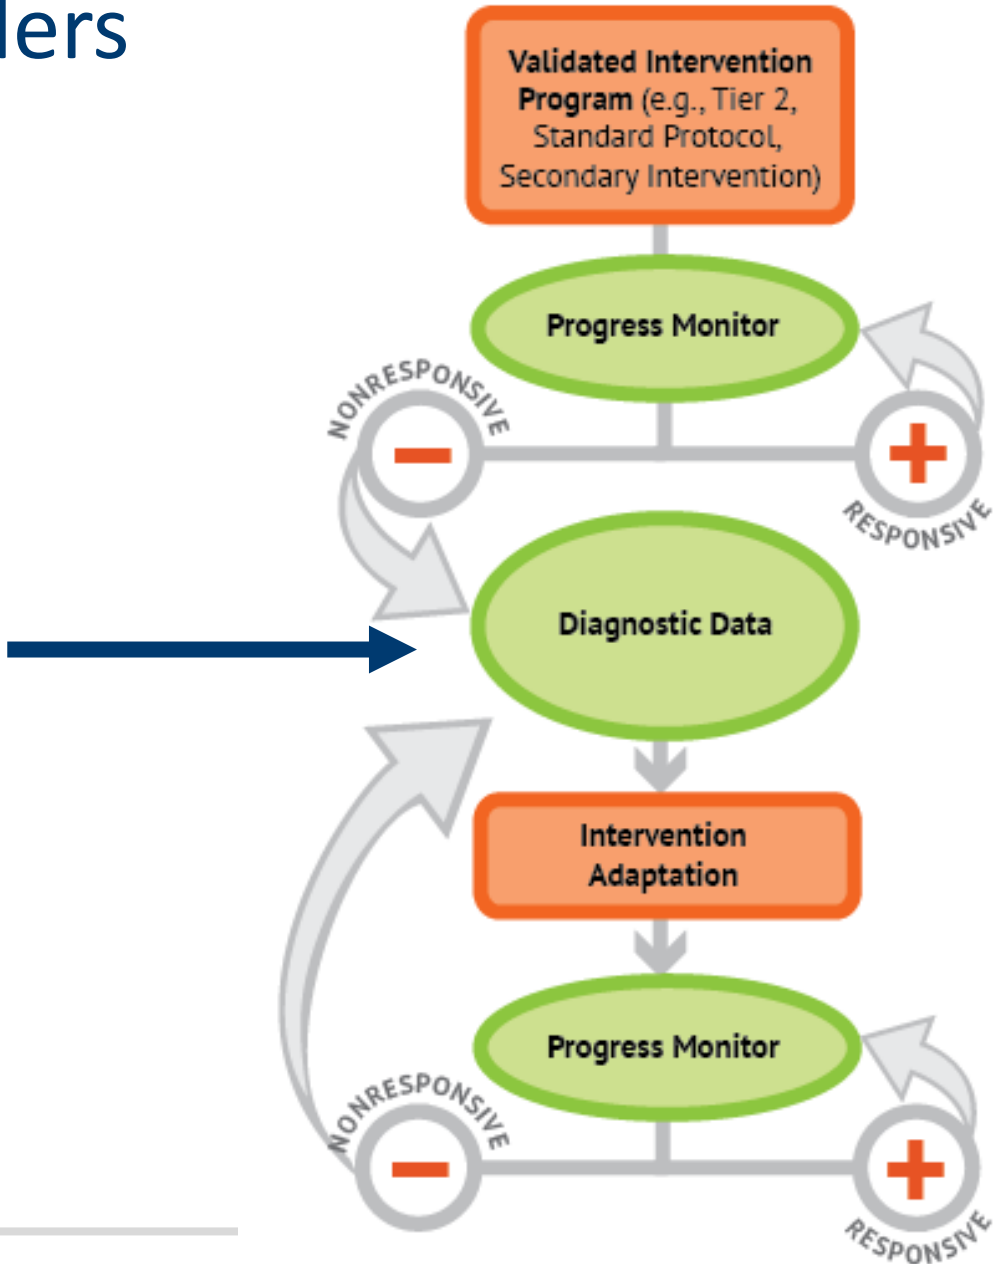 ders
Validated Intervention
Program (e.g., Tier 2,
Standard Protocol,
Secondary Intervention)
Progress Monitor
NONRESPONSIVE
RESPONSIVE
Diagnostic Data
Intervention
Adaptation
Progress Monitor
NONRESPONSIVE
RESPONSIVE